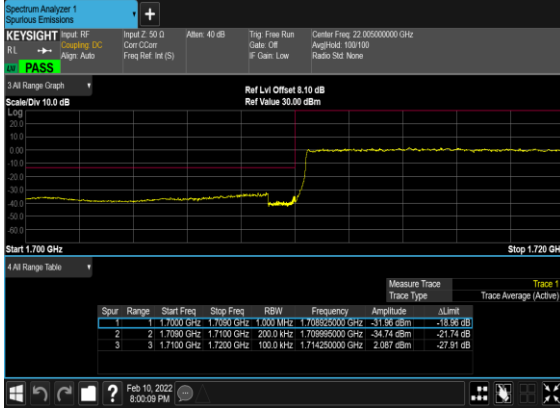 Spectrum Analyzer 1
Spurious Emissions
+
KEYSIGHT Input: RF Input Z: 50 Ω Atten: 40 dB Trig: Free Run Center Freq: 22.005000000 GHz
RL Coupling: DC Corr CCorr Gate: Off Avg|Hold: 100/100
Align: Auto Freq Ref: Int (S) IF Gain: Low Radio Std: None
LXI PASS
3 All Range Graph Ref Lvl Offset 8.10 dB
Scale/Div 10.0 dB Ref Value 30.00 dBm
Log
20.0
10.0
0.00
-10.0
-20.0
-30.0
-40.0
-50.0
-60.0
Start 1.700 GHz Stop 1.720 GH
4 All Range Table
Measure Trace Trace 1
Trace Type Trace Average (Active)
Spur Range Start Freq Stop Freq RBW Frequency Amplitude ΔLimit
1 1 1.7000 GHz 1.7090 GHz 1.000 MHz 1.708925000 GHz -31.96 dBm -18.96 dB
2 2 1.7090 GHz 1.7100 GHz 200.0 kHz 1.709995000 GHz -34.74 dBm -21.74 dB
3 3 1.7100 GHz 1.7200 GHz 100.0 kHz 1.714250000 GHz 2.087 dBm -27.91 dB
? Feb 10, 2022
8:00:09 PM